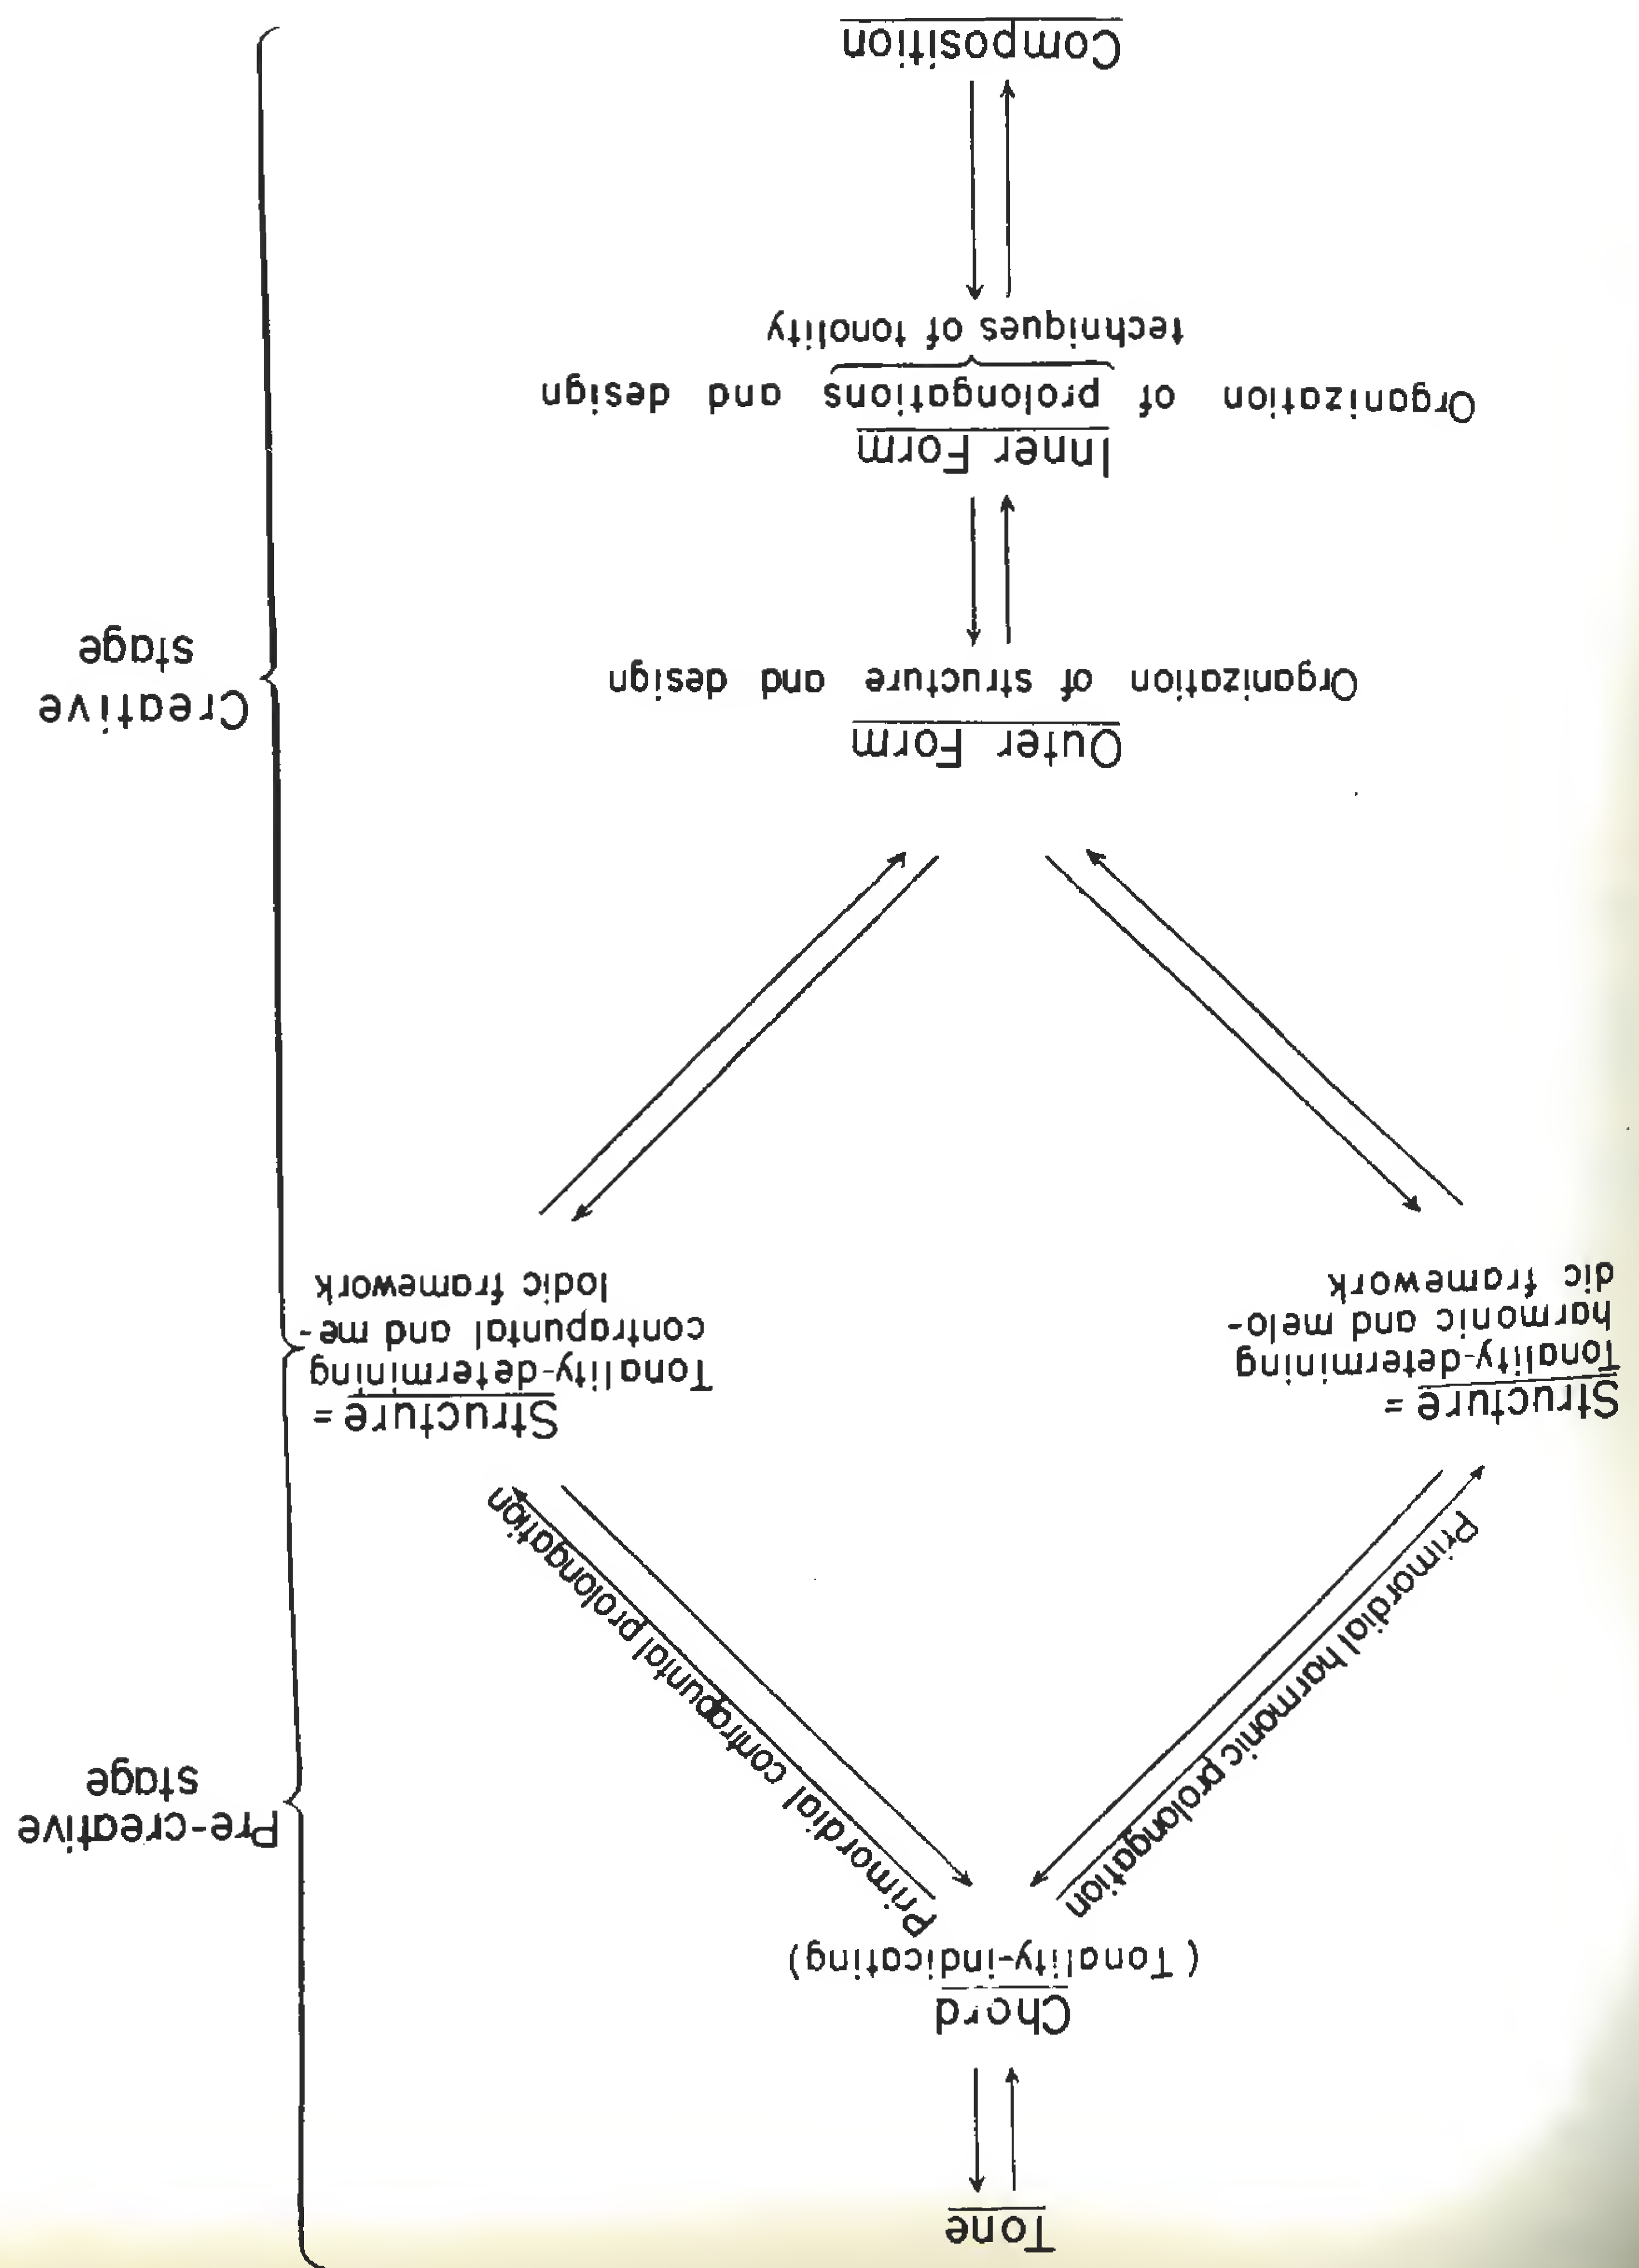 Tone
Chord
(Tonality-indicating)
Primordial harmonic prolongation
Primordial contrapuntal prolongation
Pre-creative
stage
Structure =
Tonality-determining
harmonic and melo-
dic framework
Structure =
Tonality-determining
contrapuntal and me-
lodic framework
Outer Form
Organization of structure and design
Creative
stage
Inner Form
Organization of prolongations and design
techniques of tonality
Composition